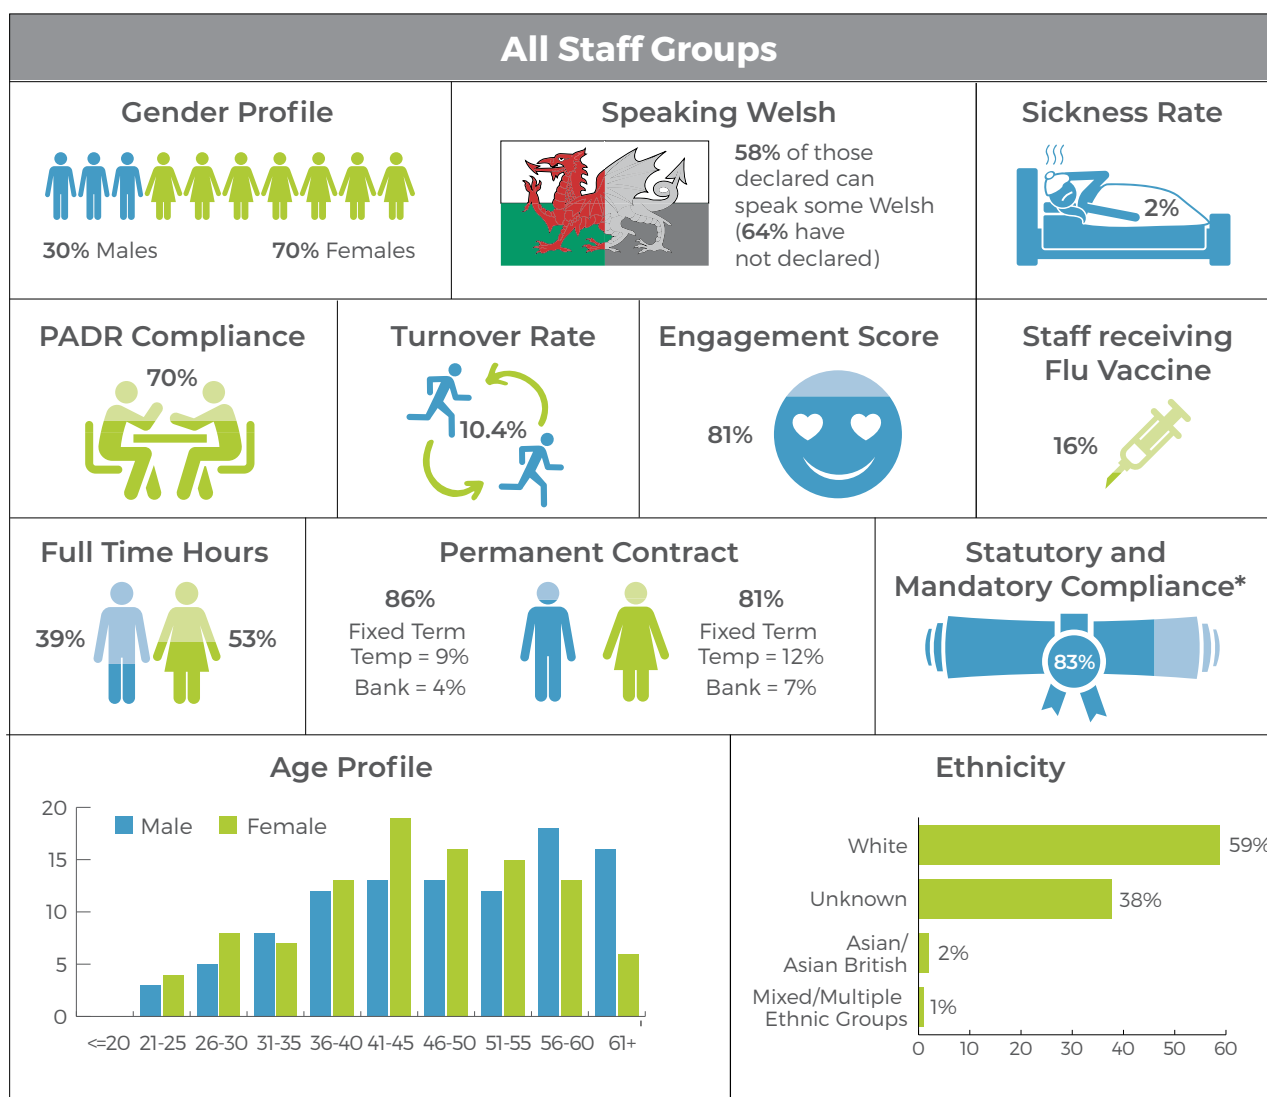 All Staff Groups
Gender Profile
30% Males
70% Females
Speaking Welsh
58% of those
declared can
speak some Welsh
(64% have
not declared)
Sickness Rate
2%
PADR Compliance
70%
Turnover Rate
10.4%
Engagement Score
81%
Staff receiving
Flu Vaccine
16%
Full Time Hours
39%
53%
Permanent Contract
86%
Fixed Term
Temp = 9%
Bank = 4%
81%
Fixed Term
Temp = 12%
Bank = 7%
Statutory and
Mandatory Compliance*
83%
Age Profile
Male
Female
20
15
10
5
0
<=20 21-25 26-30 31-35 36-40 41-45 46-50 51-55 56-60 61+
Ethnicity
White
59%
Unknown
38%
Asian/
Asian British
2%
Mixed/Multiple
Ethnic Groups
1%
0 10 20 30 40 50 60